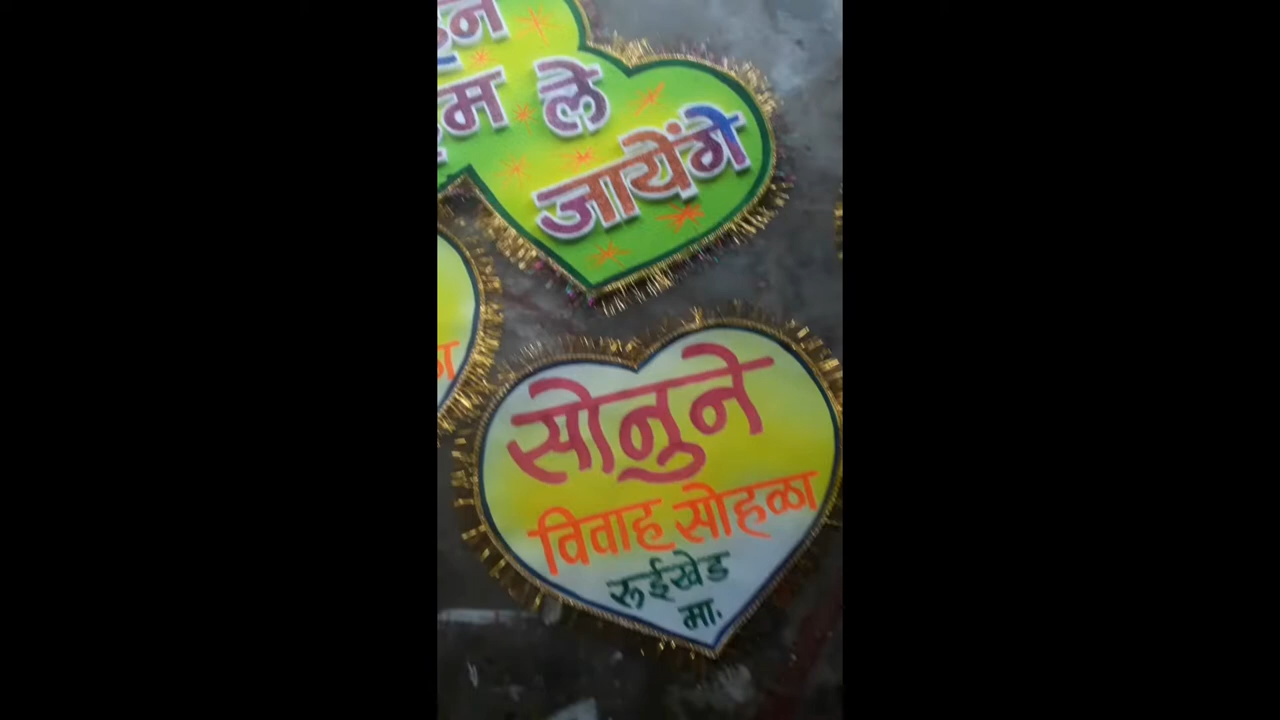 ले
जायेंगे
सोनुने
विवाह सोहळा
रूईखेड
मा.